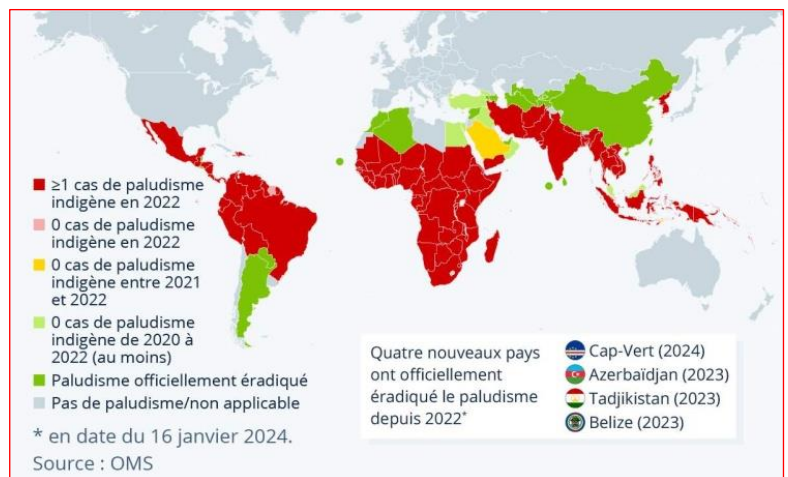 ≥1 cas de paludisme
indigène en 2022
0 cas de paludisme
indigène en 2022
0 cas de paludisme
indigène entre 2021
et 2022
0 cas de paludisme
indigène de 2020 à
2022 (au moins)
Paludisme officiellement éradiqué
Pas de paludisme/non applicable
* en date du 16 janvier 2024.
Source : OMS
Quatre nouveaux pays
ont officiellement
éradiqué le paludisme
depuis 2022*
Cap-Vert (2024)
Azerbaïdjan (2023)
Tadjikistan (2023)
Belize (2023)